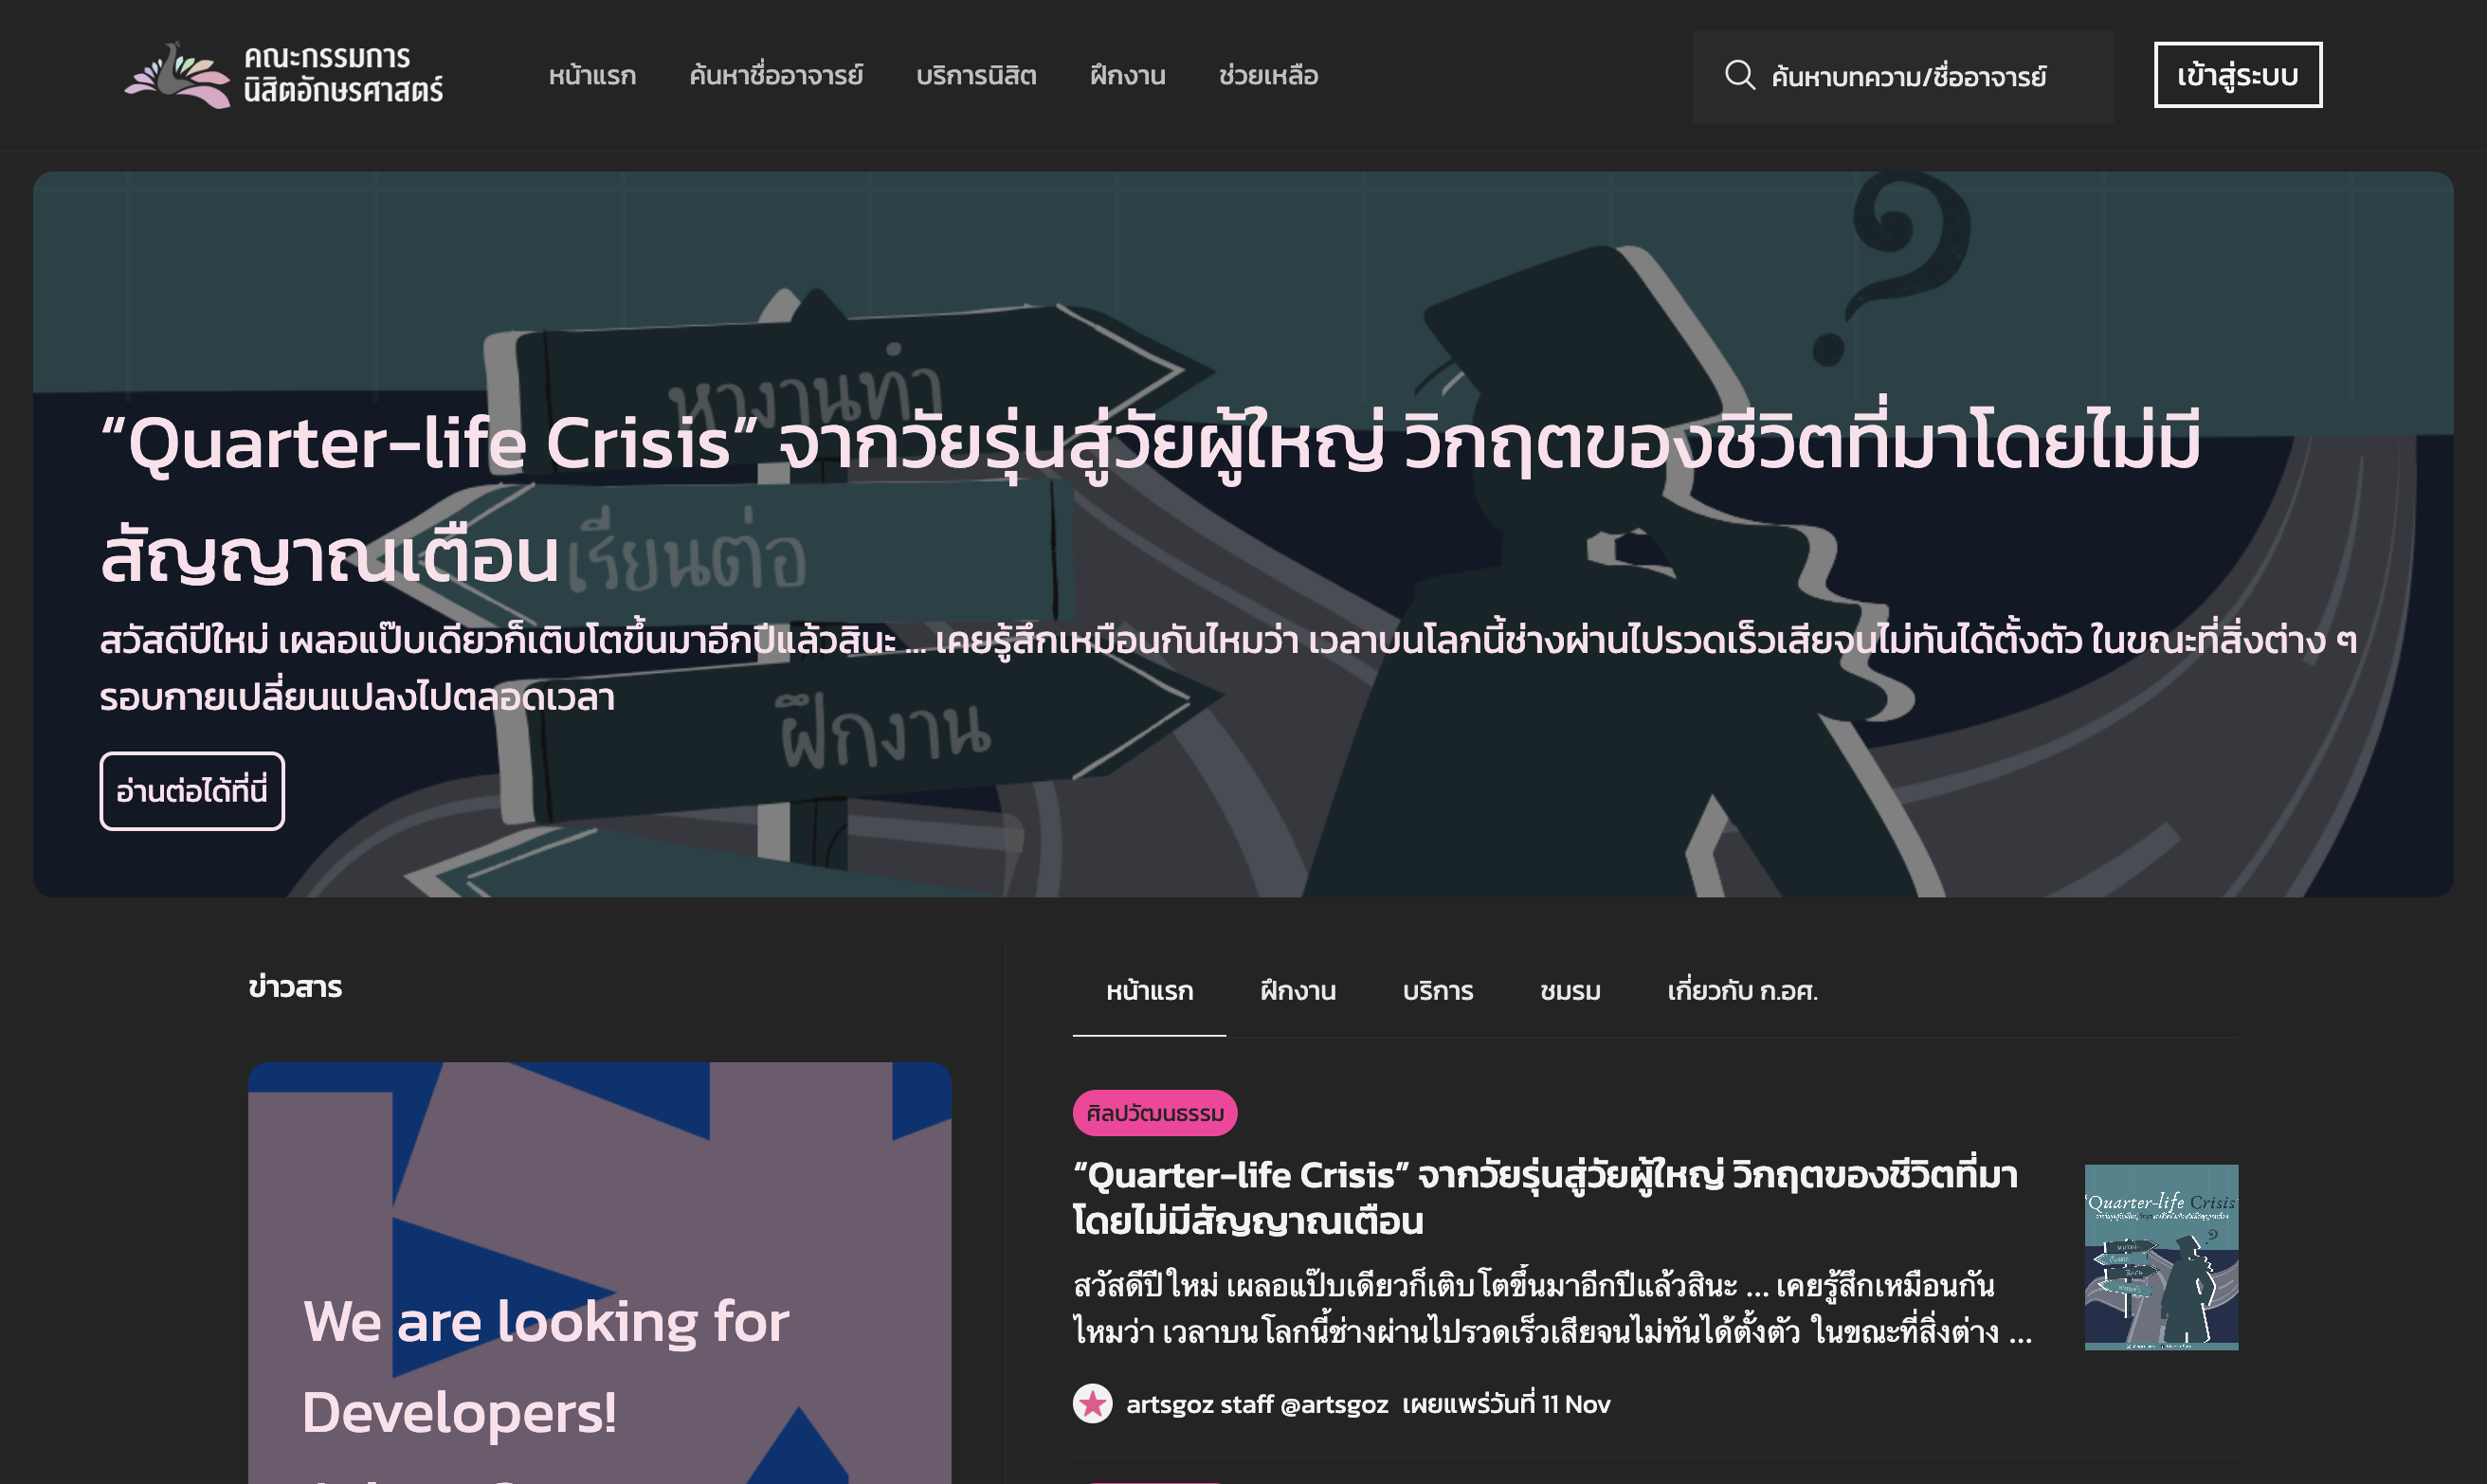 คณะกรรมการ
นิสิตอักษรศาสตร์
หน้าแรก
ค้นหาชื่ออาจารย์
บริการนิสิต
ฝึกงาน
ช่วยเหลือ
ค้นหาบทความ/ชื่ออาจารย์
เข้าสู่ระบบ
?
หางานทำ
“Quarter-life Crisis” จากวัยรุ่นสู่วัยผู้ใหญ่ วิกฤตของชีวิตที่มาโดยไม่มี
สัญญาณเตือน
เรียนต่อ
สวัสดีปีใหม่ เผลอแป๊บเดียวก็เติบโตขึ้นมาอีกปีแล้วสินะ ... เคยรู้สึกเหมือนกันไหมว่า เวลาบนโลกนี้ช่างผ่านไปรวดเร็วเสียจนไม่ทันได้ตั้งตัว ในขณะที่สิ่งต่าง ๆ
รอบกายเปลี่ยนแปลงไปตลอดเวลา
ฝึกงาน
อ่านต่อได้ที่นี่
ข่าวสาร
We are looking for
Developers!
หน้าแรก
ฝึกงาน
บริการ
ชมรม
เกี่ยวกับ ก.อศ.
ศิลปวัฒนธรรม
“Quarter-life Crisis” จากวัยรุ่นสู่วัยผู้ใหญ่ วิกฤตของชีวิตที่มา
โดยไม่มีสัญญาณเตือน
สวัสดีปีใหม่ เผลอแป๊บเดียวก็เติบโตขึ้นมาอีกปีแล้วสินะ ... เคยรู้สึกเหมือนกัน
ไหมว่า เวลาบนโลกนี้ช่างผ่านไปรวดเร็วเสียจนไม่ทันได้ตั้งตัว ในขณะที่สิ่งต่าง ...
Quarter-life Crisis
artsgoz staff @artsgoz เผยแพร่วันที่ 11 Nov